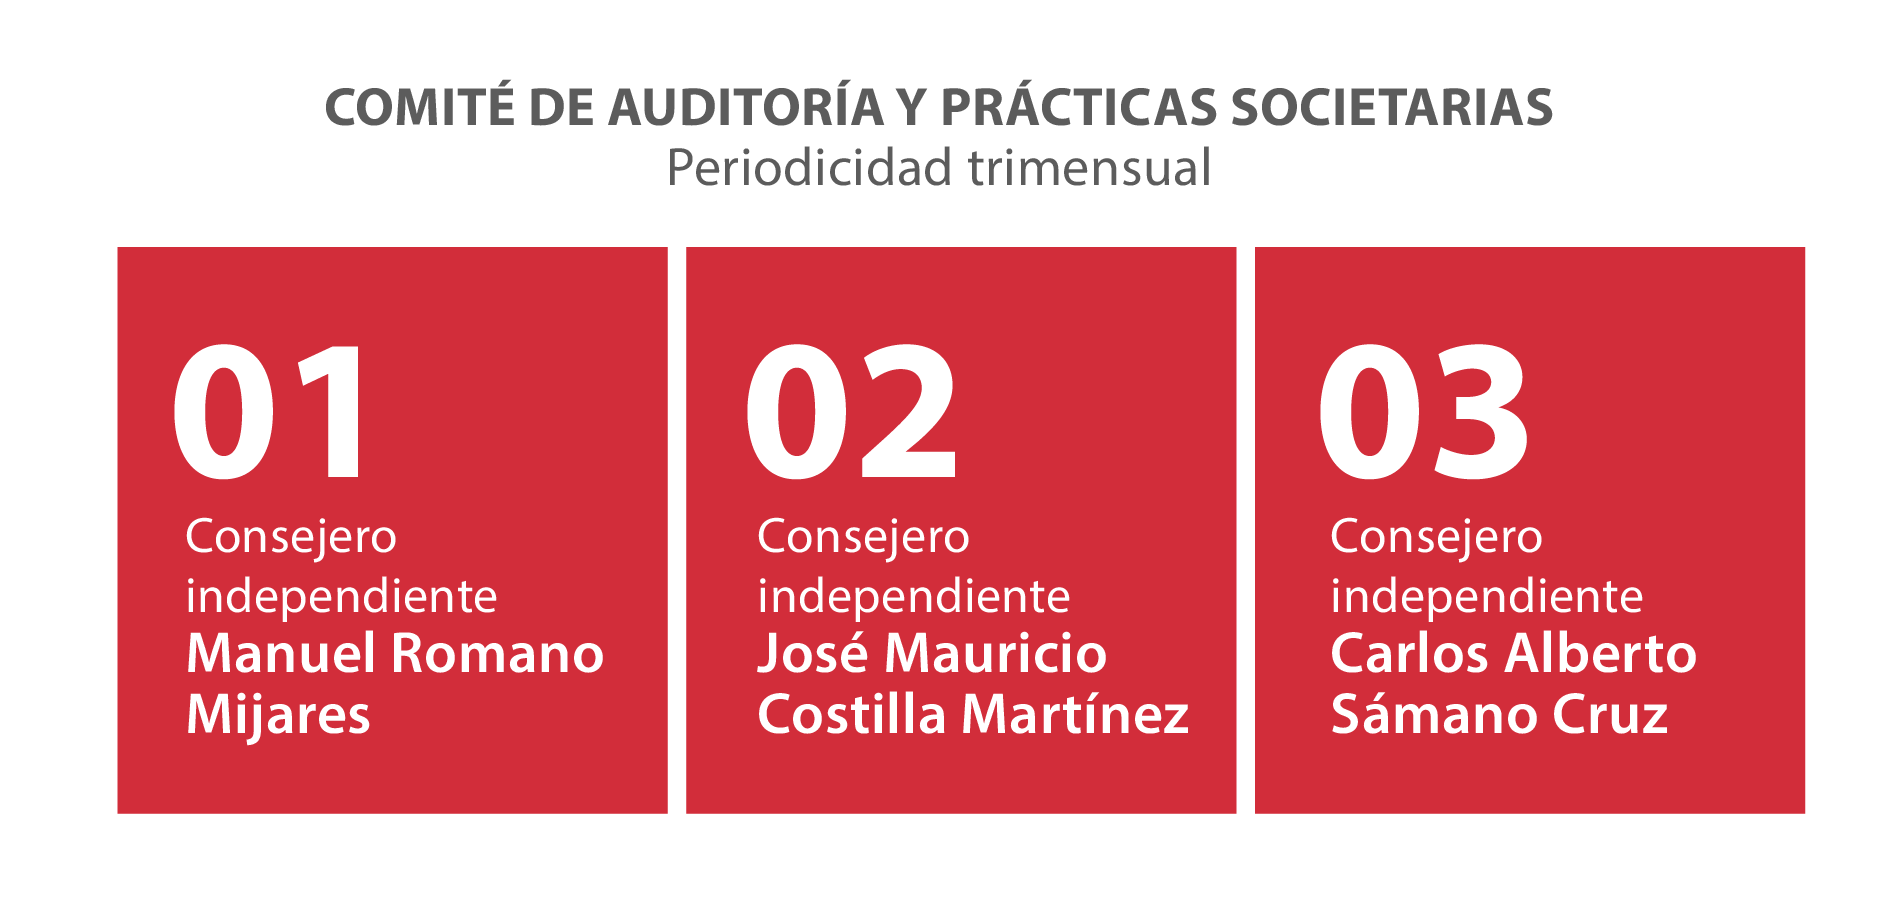 COMITÉ DE AUDITORÍA Y PRÁCTICAS SOCIETARIAS
Periodicidad trimensual
01
Consejero
independiente
Manuel Romano
Mijares
02
Consejero
independiente
José Mauricio
Costilla Martínez
03
Consejero
independiente
Carlos Alberto
Sámano Cruz